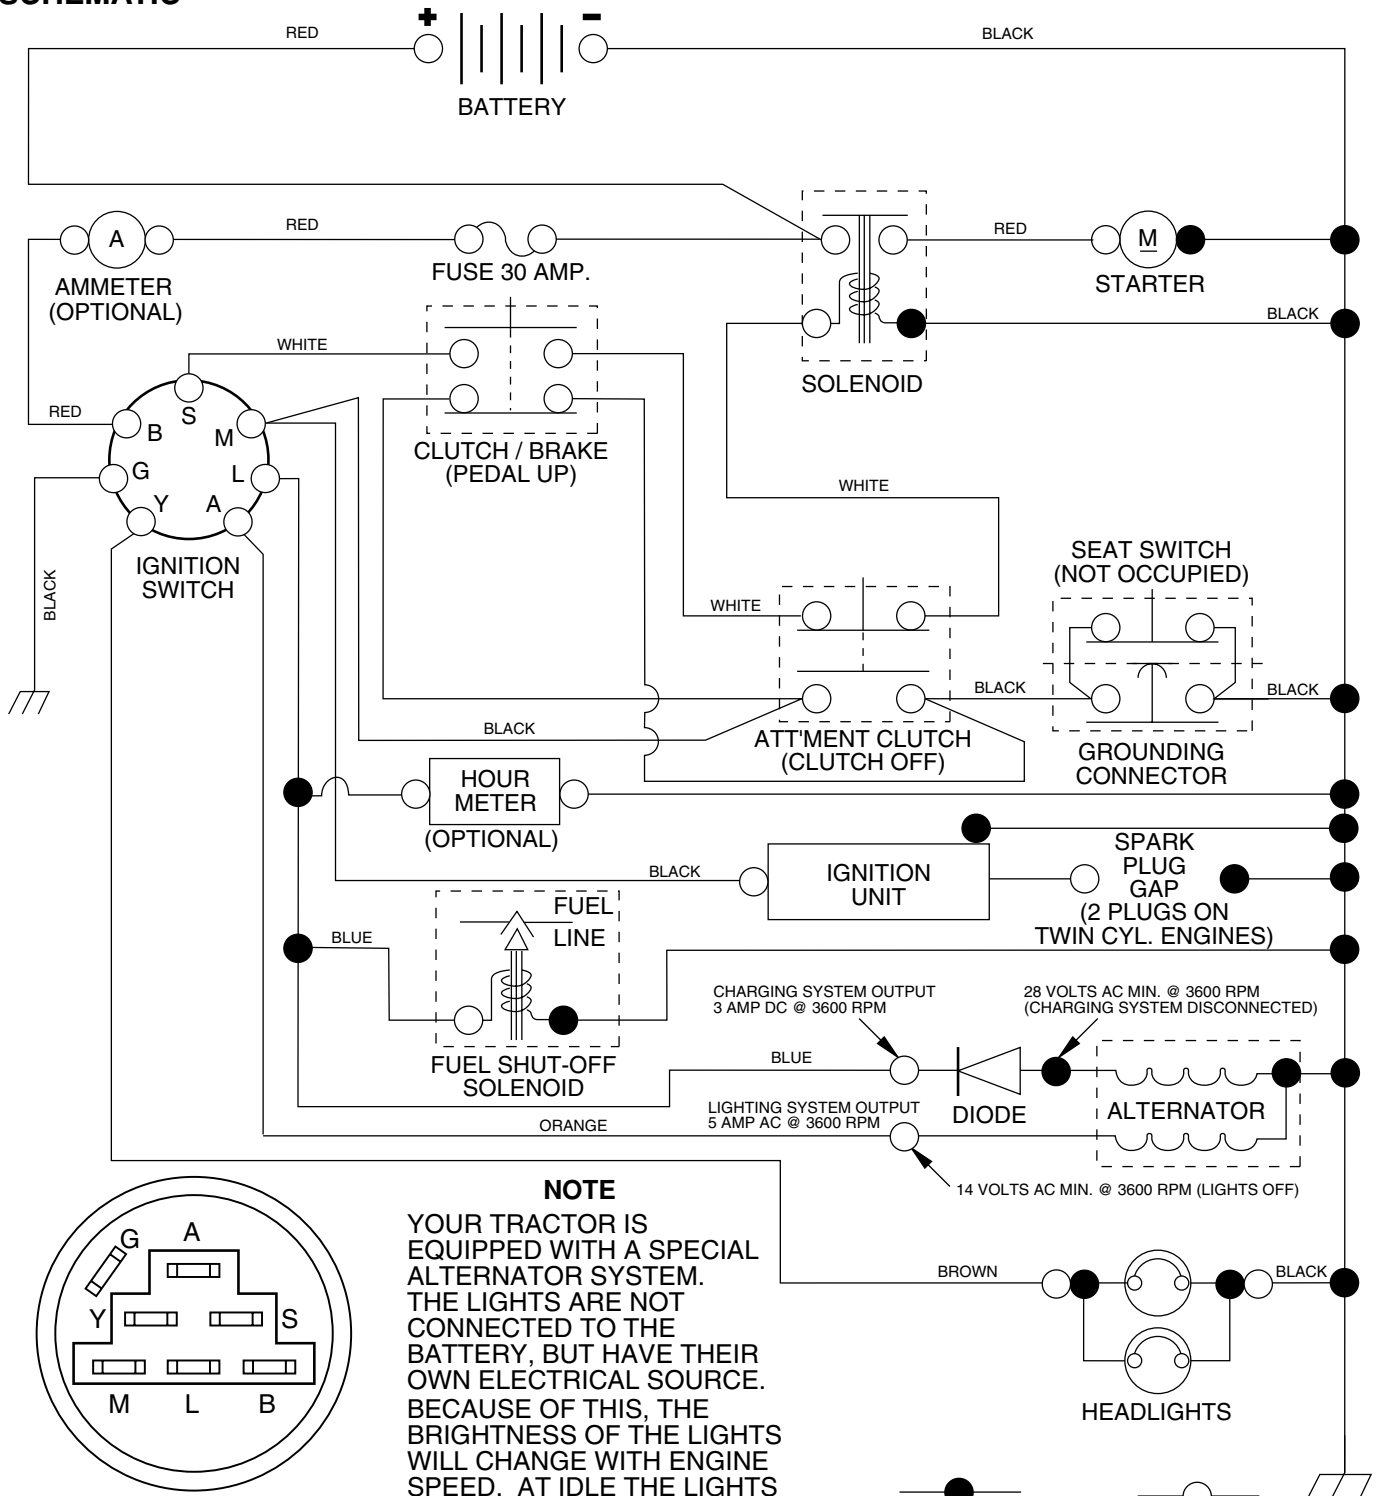 RED
+
−
BLACK
BATTERY
RED
A
AMMETER
(OPTIONAL)
FUSE 30 AMP.
RED
M
STARTER
BLACK
SOLENOID
WHITE
RED
S
B
M
G
L
Y
A
IGNITION
SWITCH
BLACK
CLUTCH / BRAKE
(PEDAL UP)
WHITE
SEAT SWITCH
(NOT OCCUPIED)
WHITE
BLACK
BLACK
BLACK
ATT'MENT CLUTCH
(CLUTCH OFF)
GROUNDING
CONNECTOR
HOUR
METER
(OPTIONAL)
BLACK
IGNITION
UNIT
SPARK
PLUG
GAP
(2 PLUGS ON
TWIN CYL. ENGINES)
BLUE
FUEL
LINE
FUEL SHUT-OFF
SOLENOID
CHARGING SYSTEM OUTPUT
3 AMP DC @ 3600 RPM
28 VOLTS AC MIN. @ 3600 RPM
(CHARGING SYSTEM DISCONNECTED)
BLUE
DIODE
ALTERNATOR
LIGHTING SYSTEM OUTPUT
5 AMP AC @ 3600 RPM
ORANGE
14 VOLTS AC MIN. @ 3600 RPM (LIGHTS OFF)
G
A
Y
S
M
L
B
NOTE
YOUR TRACTOR IS
EQUIPPED WITH A SPECIAL
ALTERNATOR SYSTEM.
THE LIGHTS ARE NOT
CONNECTED TO THE
BATTERY, BUT HAVE THEIR
OWN ELECTRICAL SOURCE.
BECAUSE OF THIS, THE
BRIGHTNESS OF THE LIGHTS
WILL CHANGE WITH ENGINE
SPEED. AT IDLE THE LIGHTS
BROWN
BLACK
HEADLIGHTS